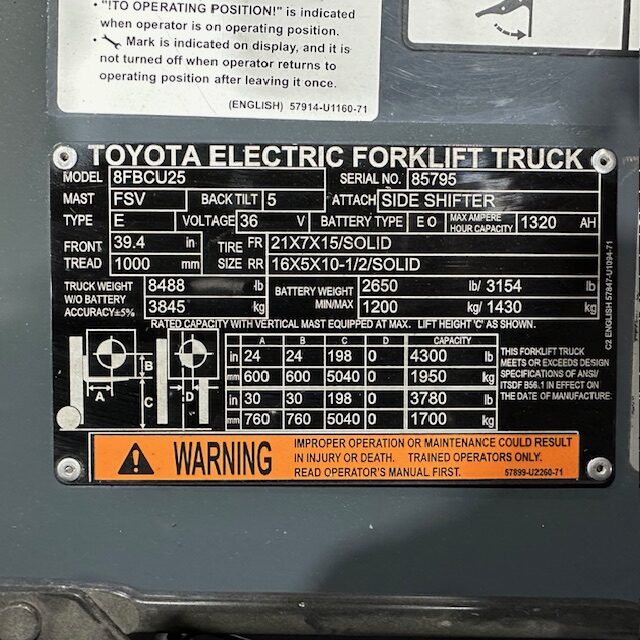 • "!TO OPERATING POSITION!" is indicated
when operator is on operating position.
• Mark is indicated on display, and it is
not turned off when operator returns to
operating position after leaving it once.
(ENGLISH) 57914-U1160-71
TOYOTA ELECTRIC FORKLIFT TRUCK
MODEL 8FBCU25 SERIAL NO. 85795
MAST FSV BACK TILT 5 ATTACH SIDE SHIFTER
TYPE E VOLTAGE 36 V BATTERY TYPE E O MAX AMPERE HOUR CAPACITY 1320 AH
FRONT TREAD 39.4 in TIRE SIZE FR 21X7X15/SOLID
1000 mm RR 16X5X10-1/2/SOLID
TRUCK WEIGHT W/O BATTERY ACCURACY±5% 8488 lb BATTERY WEIGHT MIN/MAX 2650 lb/ 3154 lb
3845 kg 1200 kg/ 1430 kg
C2 ENGLISH 57847-U1094-71
RATED CAPACITY WITH VERTICAL MAST EQUIPPED AT MAX. LIFT HEIGHT 'C' AS SHOWN.
A B C D CAPACITY
in 24 24 198 0 4300 lb
mm 600 600 5040 0 1950 kg
in 30 30 198 0 3780 lb
mm 760 760 5040 0 1700 kg
A B C D
THIS FORKLIFT TRUCK
MEETS OR EXCEEDS DESIGN
SPECIFICATIONS OF ANSI/
ITSDF B56.1 IN EFFECT ON
THE DATE OF MANUFACTURE.
WARNING
IMPROPER OPERATION OR MAINTENANCE COULD RESULT
IN INJURY OR DEATH. TRAINED OPERATORS ONLY.
READ OPERATOR'S MANUAL FIRST. 57899-U2260-71